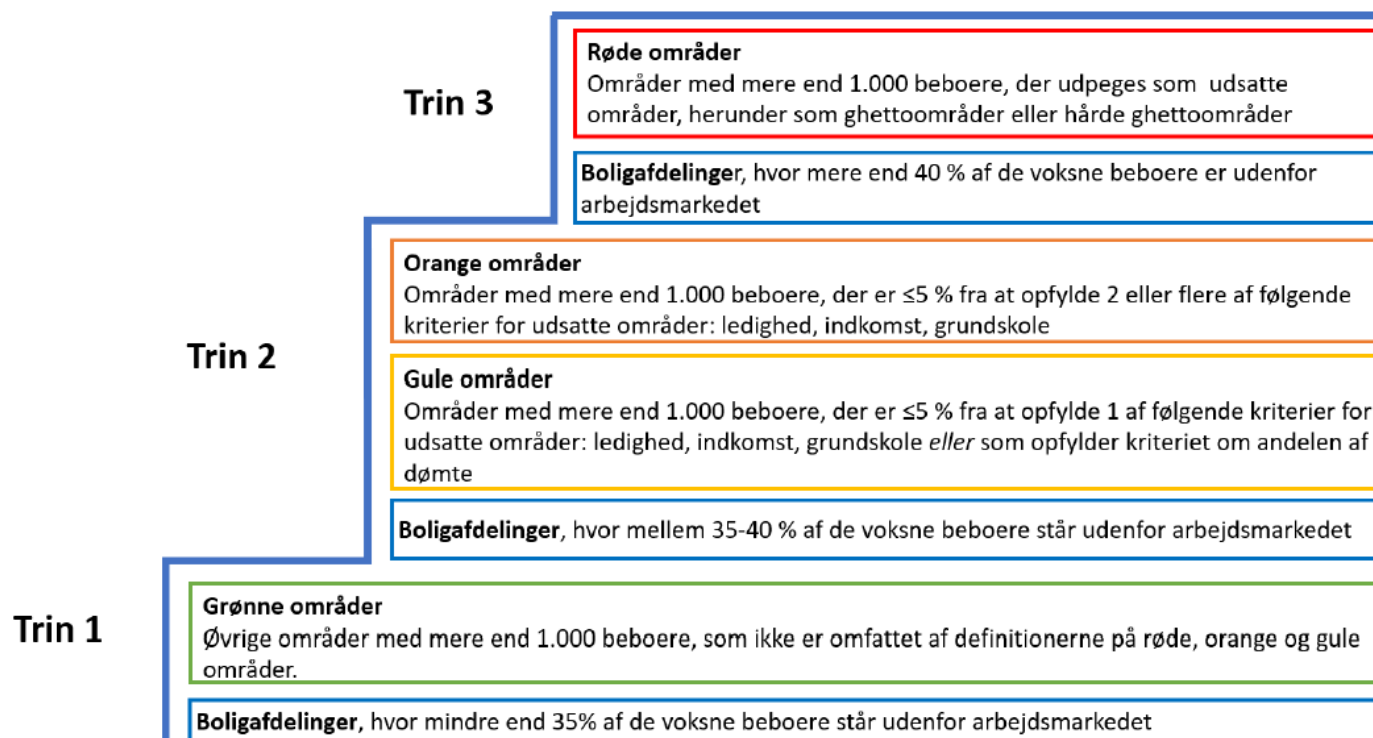 Trin 3
Røde områder
Områder med mere end 1.000 beboere, der udpeges som udsatte
områder, herunder som ghettoområder eller hårde ghettoområder
Boligafdelinger, hvor mere end 40 % af de voksne beboere er udenfor
arbejdsmarkedet
Trin 2
Orange områder
Områder med mere end 1.000 beboere, der er ≤5 % fra at opfylde 2 eller flere af følgende
kriterier for udsatte områder: ledighed, indkomst, grundskole
Gule områder
Områder med mere end 1.000 beboere, der er ≤5 % fra at opfylde 1 af følgende kriterier for
udsatte områder: ledighed, indkomst, grundskole eller som opfylder kriteriet om andelen af
dømte
Boligafdelinger, hvor mellem 35-40 % af de voksne beboere står udenfor arbejdsmarkedet
Trin 1
Grønne områder
Øvrige områder med mere end 1.000 beboere, som ikke er omfattet af definitionerne på røde, orange og gule
områder.
Boligafdelinger, hvor mindre end 35% af de voksne beboere står udenfor arbejdsmarkedet